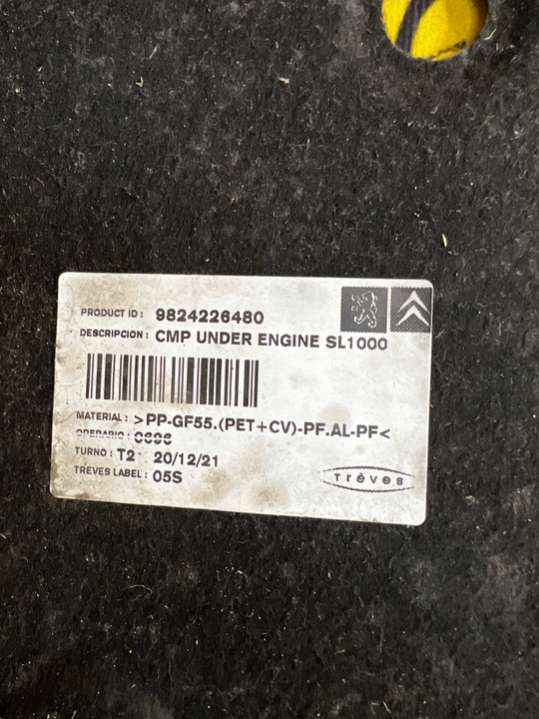 PRODUCT ID: 9824226480
DESCRIPCION: CMP UNDER ENGINE SL1000
MATERIAL: >PP-GF55.(PET+CV)-PF.AL-PF<
OPERARIO:
TURNO: T2 20/12/21
TREVES LABEL: 05S
Trèves